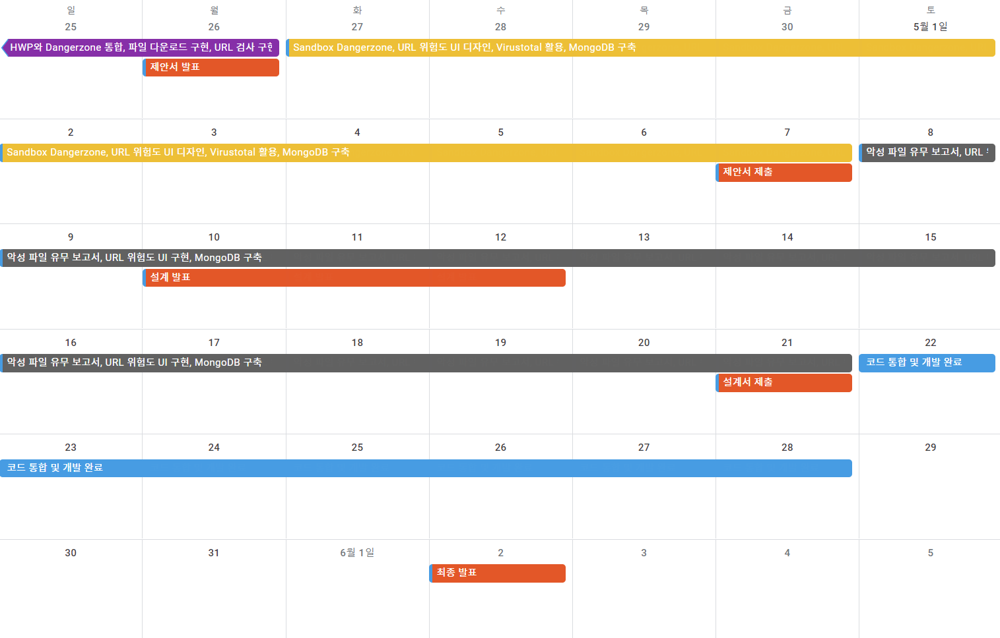 일 월 화 수 목 금 토
25 26 27 28 29 30 5월 1일
HWP와 Dangerzone 통합, 파일 다운로드 구현, URL 검사 구현 Sandbox Dangerzone, URL 위험도 UI 디자인, Virustotal 활용, MongoDB 구축
제안서 발표
2 3 4 5 6 7 8
Sandbox Dangerzone, URL 위험도 UI 디자인, Virustotal 활용, MongoDB 구축 악성 파일 유무 보고서, URL
제안서 제출
9 10 11 12 13 14 15
악성 파일 유무 보고서, URL 위험도 UI 구현, MongoDB 구축
설계 발표
16 17 18 19 20 21 22
악성 파일 유무 보고서, URL 위험도 UI 구현, MongoDB 구축 코드 통합 및 개발 완료
설계서 제출
23 24 25 26 27 28 29
코드 통합 및 개발 완료
30 31 6월 1일 2 3 4 5
최종 발표